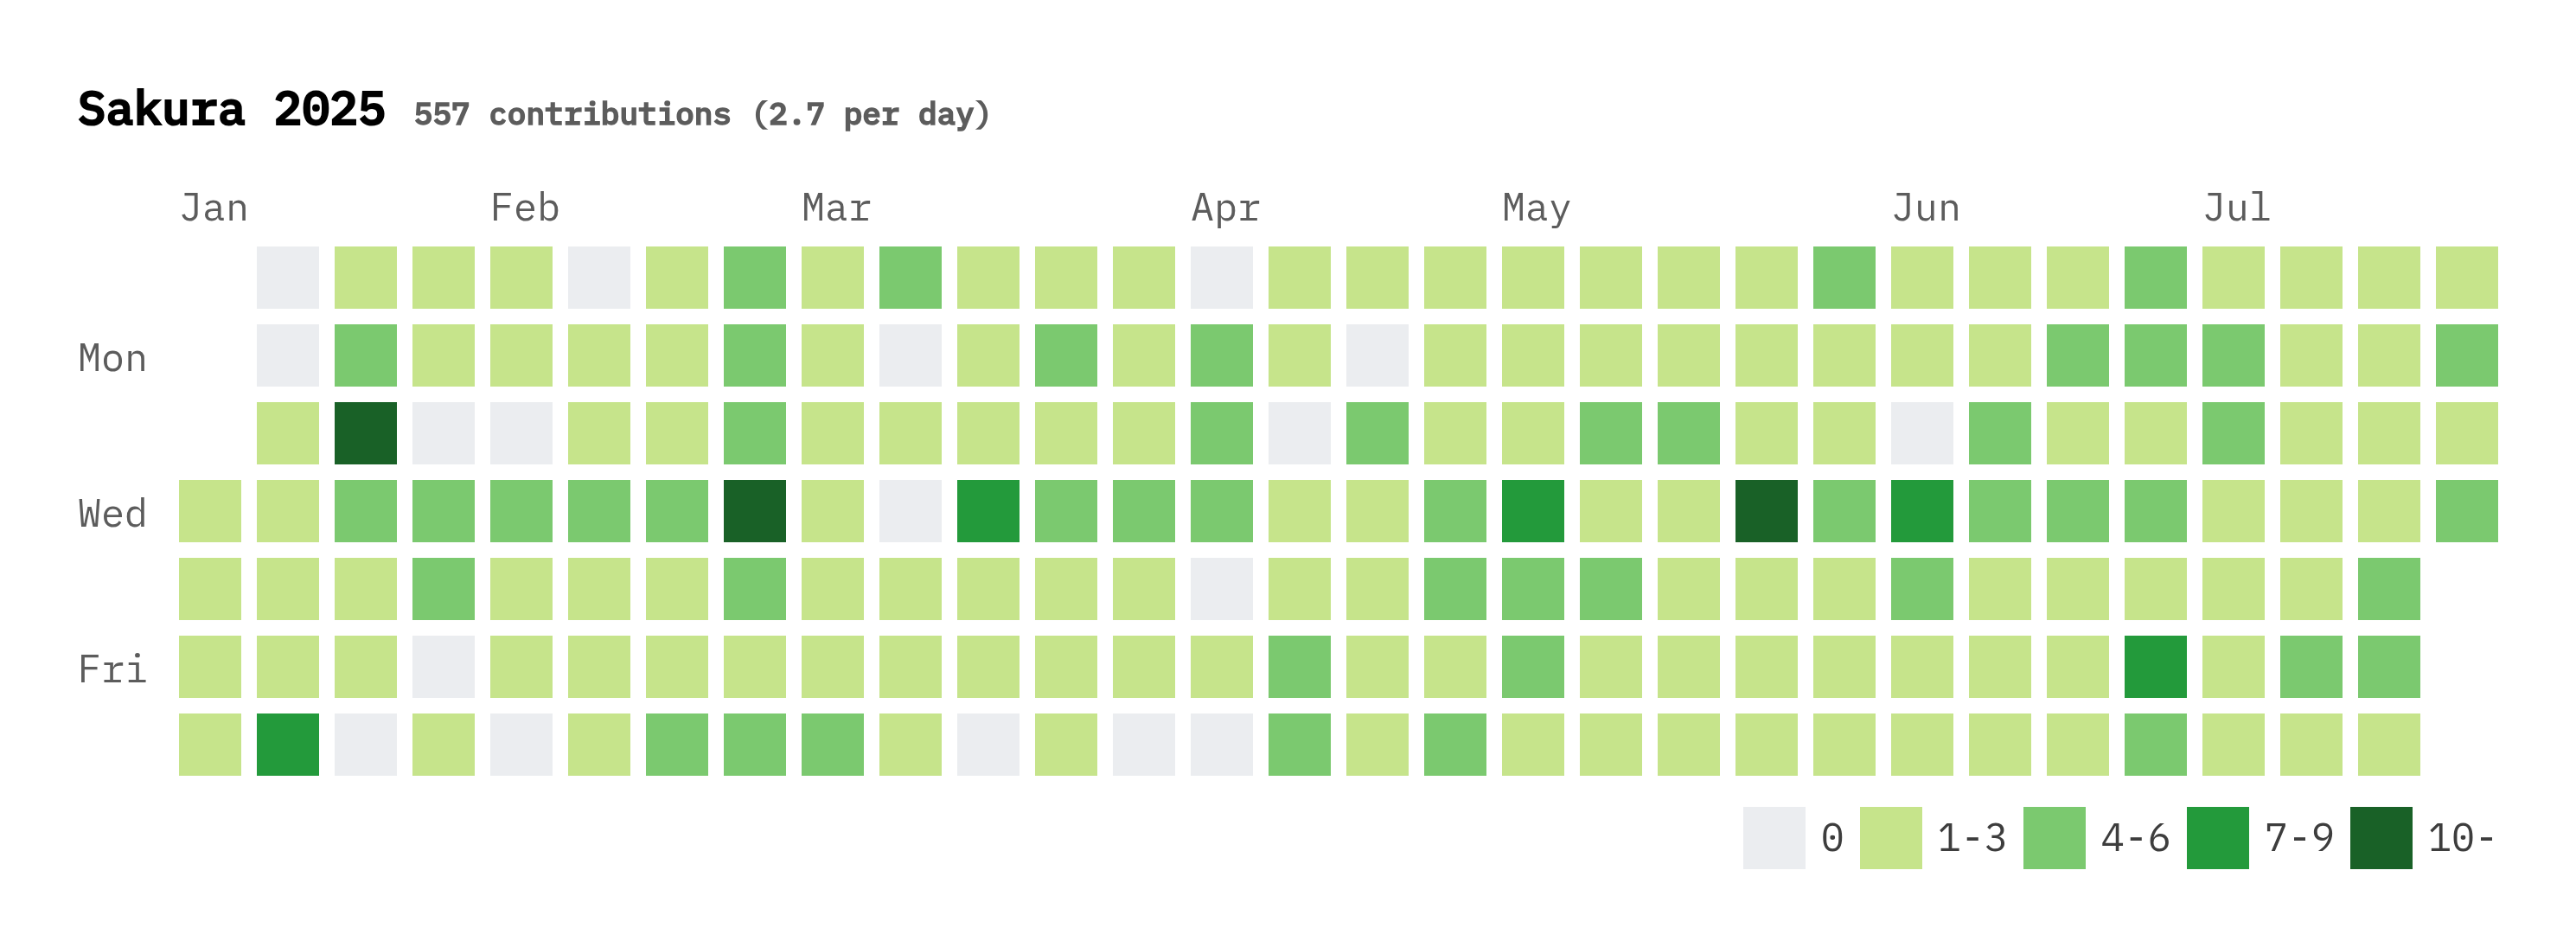 Sakura 2025 557 contributions (2.7 per day)
Jan Feb Mar Apr May Jun Jul
Mon
Wed
Fri
0 1-3 4-6 7-9 10-